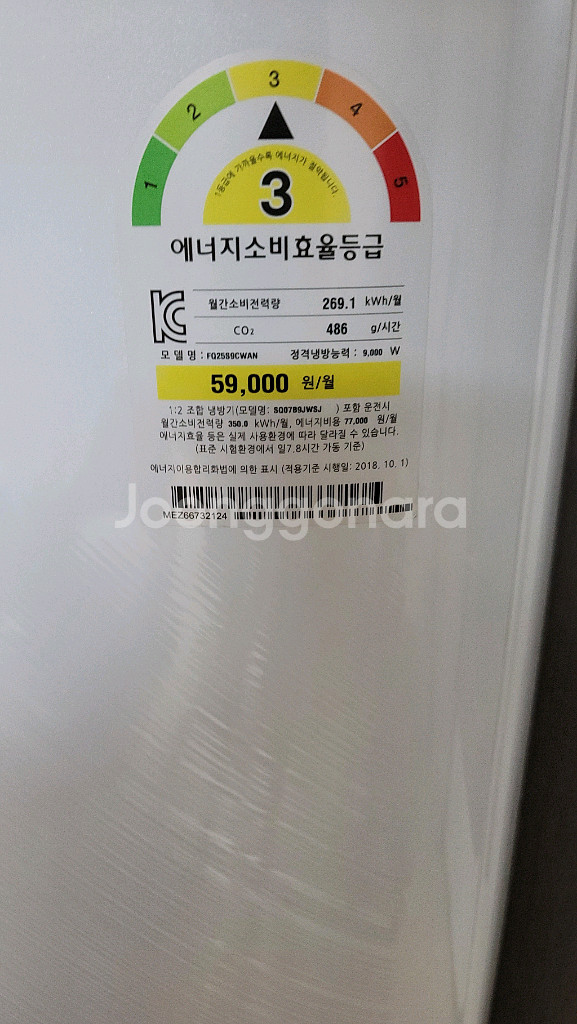 1 2 3 4 5
1등급에 가까울수록 에너지가 절약됩니다.
3
에너지소비효율등급
월간소비전력량 269.1 kWh/월
CO₂ 486 g/시간
모 델 명 : FQ25S9CWAN 정격냉방능력 : 9,000 W
59,000 원/월
1:2 조합 냉방기(모델명: SQ07B9JWSJ ) 포함 운전시
월간소비전력량 350.0 kWh/월, 에너지비용 77,000 원/월
에너지효율 등은 실제 사용환경에 따라 달라질 수 있습니다.
(표준 시험환경에서 일7.8시간 가동 기준)
에너지이용합리화법에 의한 표시 (적용기준 시행일: 2018. 10. 1)
Joonggonara
MEZ66732124